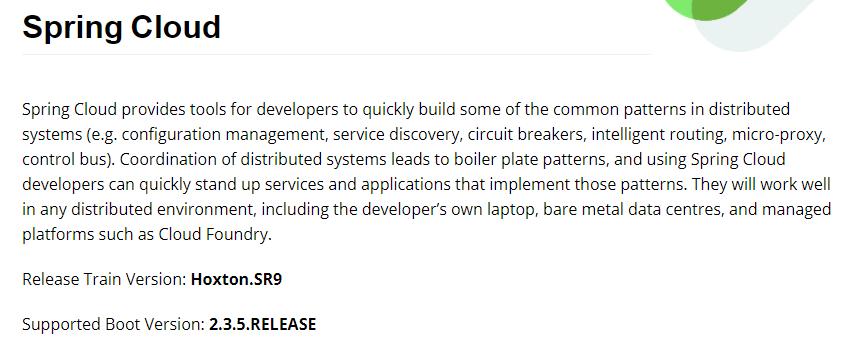 Spring Cloud
Spring Cloud provides tools for developers to quickly build some of the common patterns in distributed
systems (e.g. configuration management, service discovery, circuit breakers, intelligent routing, micro-proxy,
control bus). Coordination of distributed systems leads to boiler plate patterns, and using Spring Cloud
developers can quickly stand up services and applications that implement those patterns. They will work well
in any distributed environment, including the developer’s own laptop, bare metal data centres, and managed
platforms such as Cloud Foundry.
Release Train Version: Hoxton.SR9
Supported Boot Version: 2.3.5.RELEASE